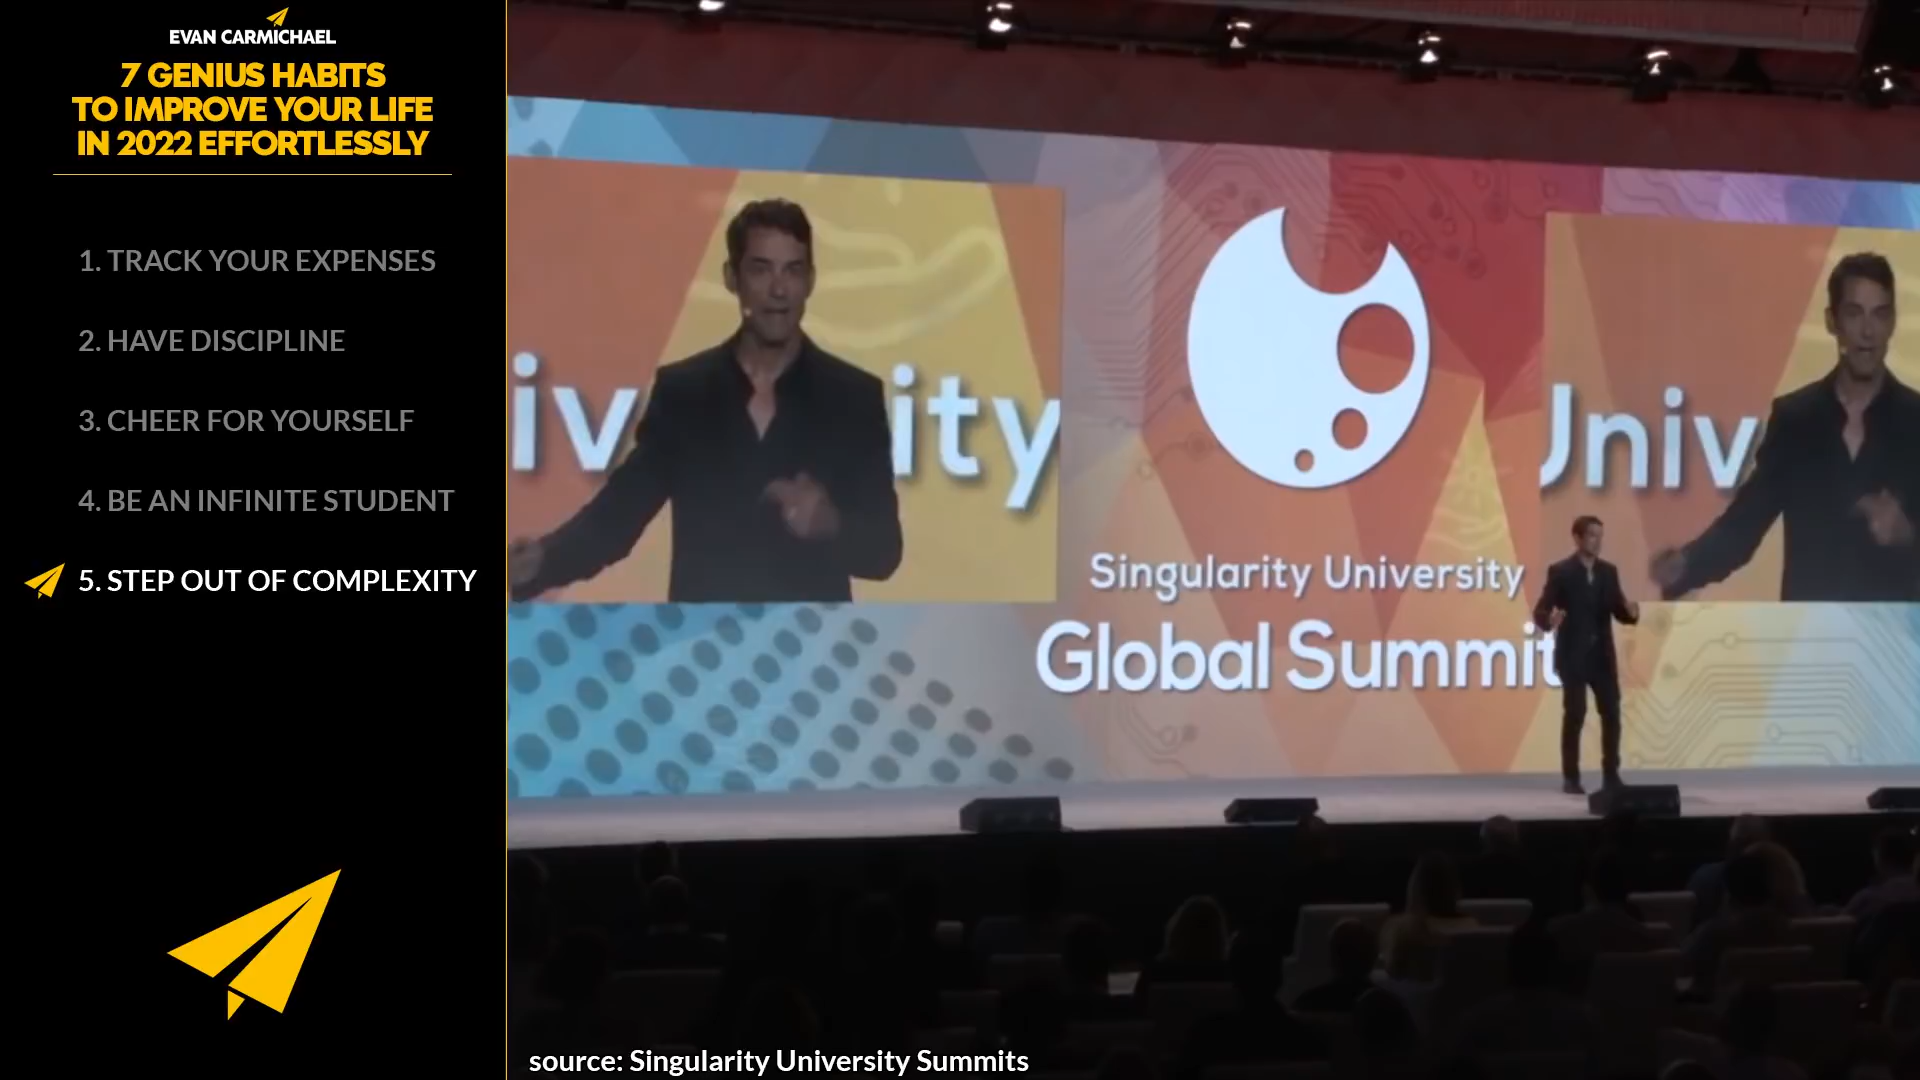 EVAN CARMICHAEL
7 GENIUS HABITS
TO IMPROVE YOUR LIFE
IN 2022 EFFORTLESSLY
1. TRACK YOUR EXPENSES
2. HAVE DISCIPLINE
3. CHEER FOR YOURSELF
4. BE AN INFINITE STUDENT
5. STEP OUT OF COMPLEXITY
iv ity
Univ
Singularity University
Global Summit
source: Singularity University Summits